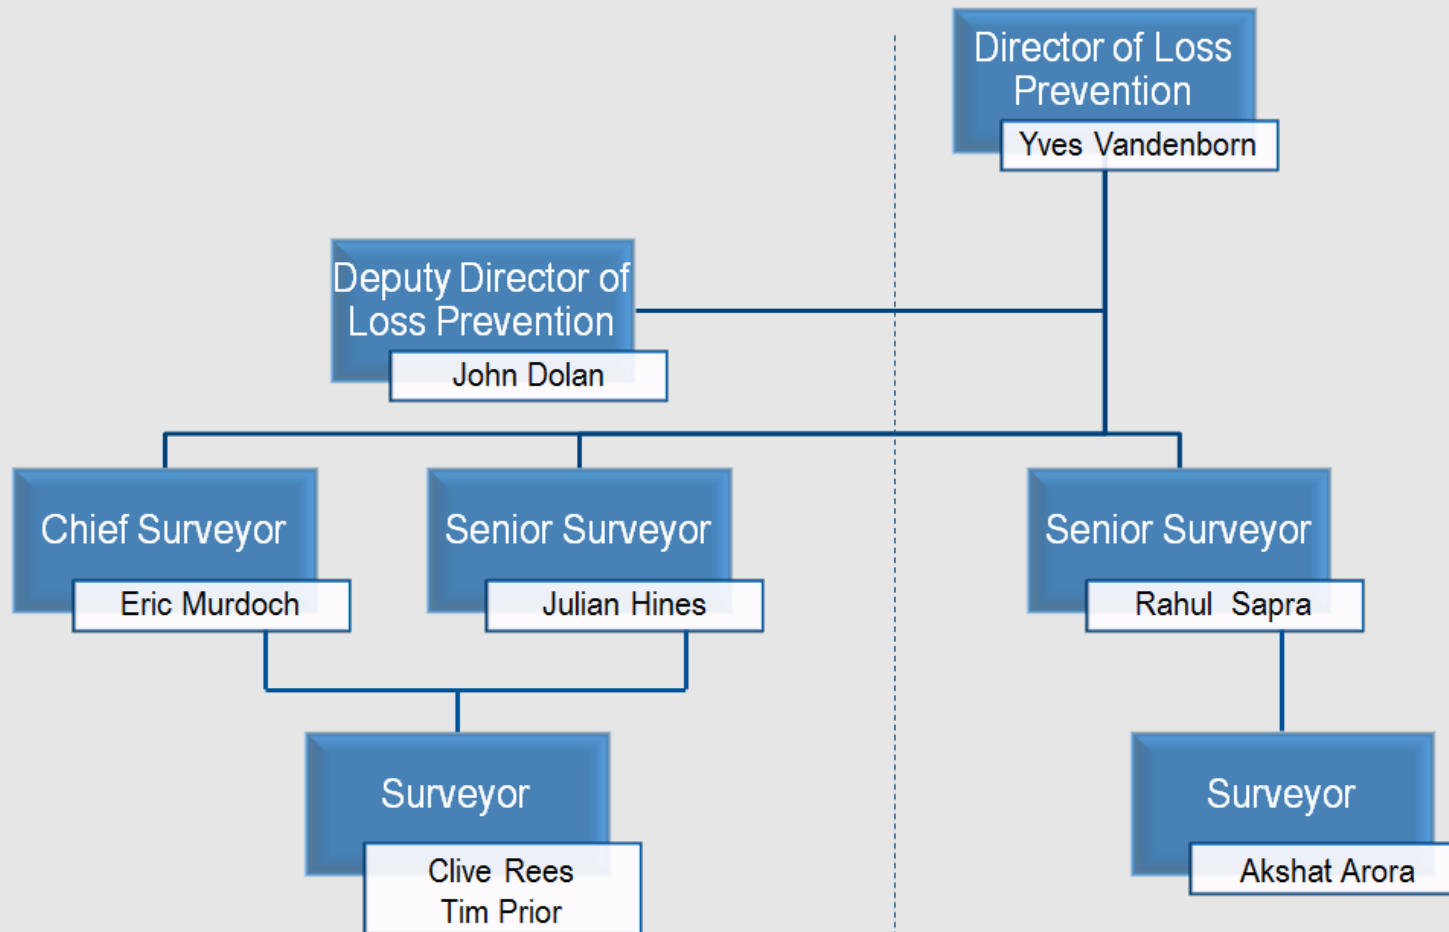 Director of Loss
Prevention
Yves Vandenborn
Deputy Director of
Loss Prevention
John Dolan
Chief Surveyor
Eric Murdoch
Senior Surveyor
Julian Hines
Senior Surveyor
Rahul Sapra
Surveyor
Clive Rees
Tim Prior
Surveyor
Akshat Arora